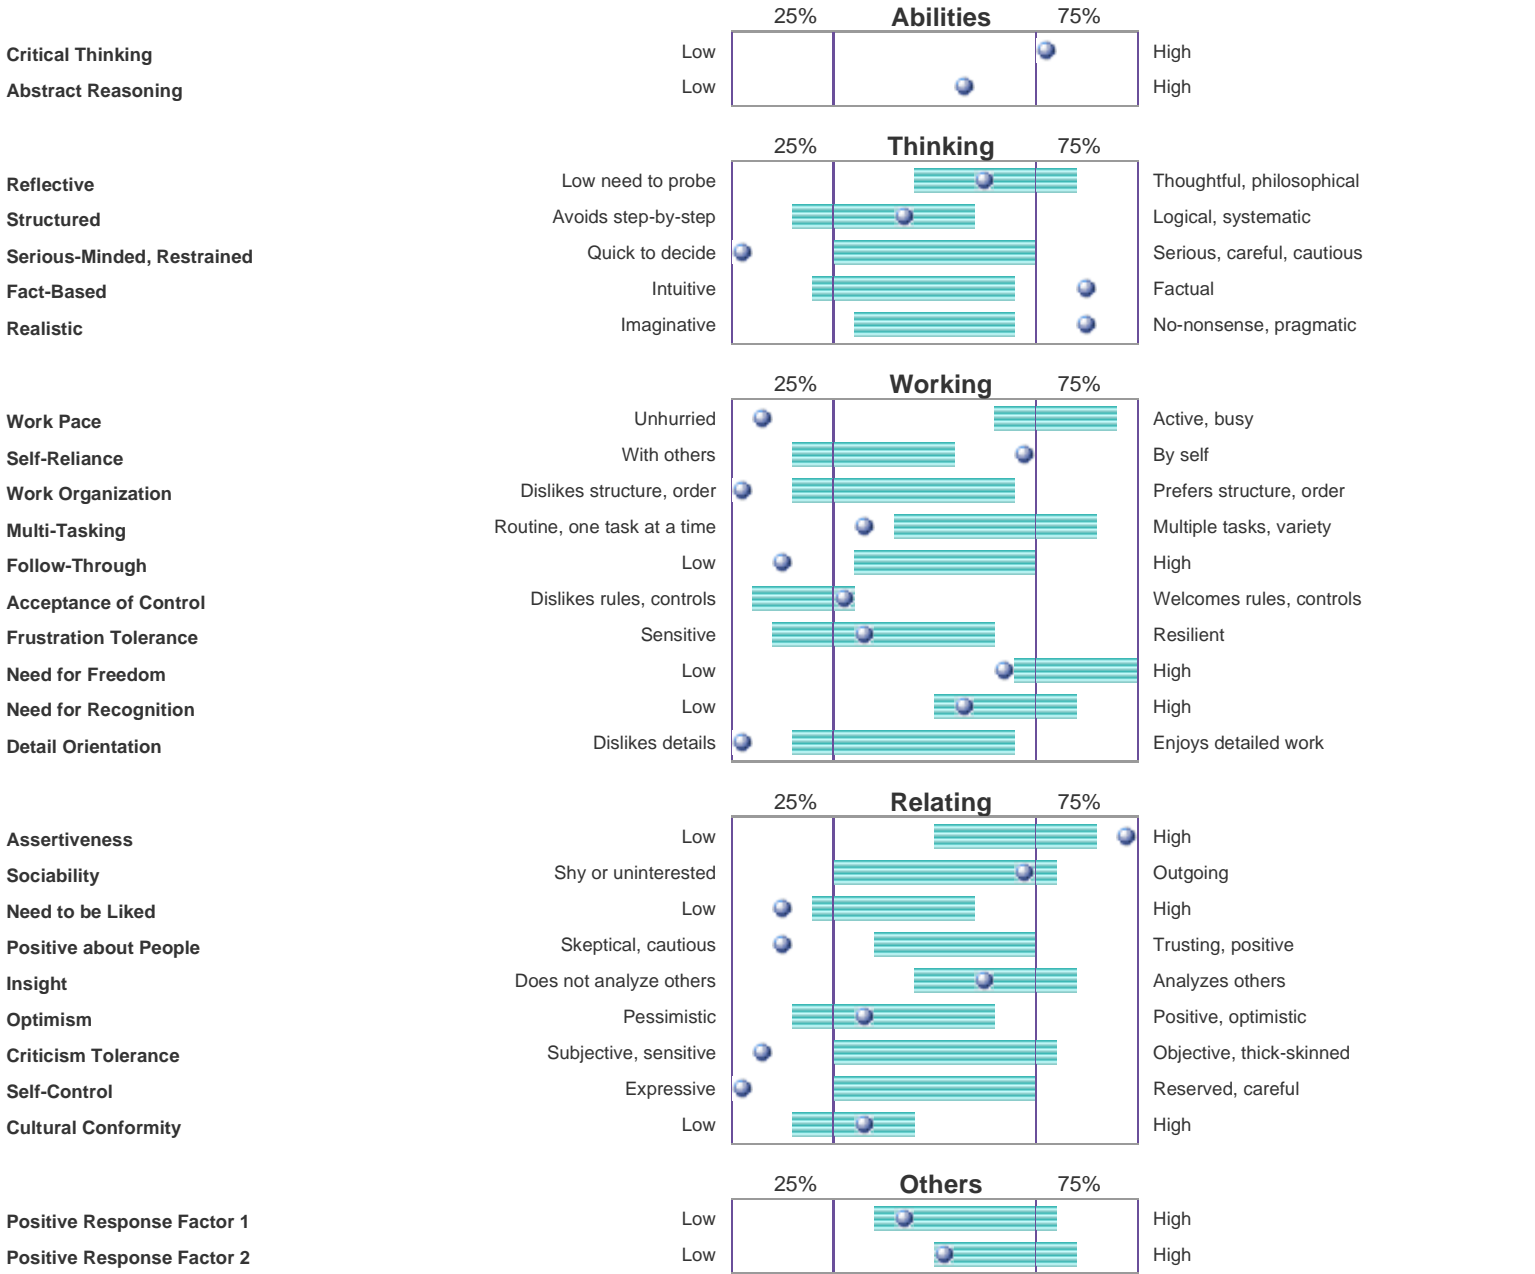 25% Abilities 75%
Critical Thinking Low High
Abstract Reasoning Low High
25% Thinking 75%
Reflective Low need to probe Thoughtful, philosophical
Structured Avoids step-by-step Logical, systematic
Serious-Minded, Restrained Quick to decide Serious, careful, cautious
Fact-Based Intuitive Factual
Realistic Imaginative No-nonsense, pragmatic
25% Working 75%
Work Pace Unhurried Active, busy
Self-Reliance With others By self
Work Organization Dislikes structure, order Prefers structure, order
Multi-Tasking Routine, one task at a time Multiple tasks, variety
Follow-Through Low High
Acceptance of Control Dislikes rules, controls Welcomes rules, controls
Frustration Tolerance Sensitive Resilient
Need for Freedom Low High
Need for Recognition Low High
Detail Orientation Dislikes details Enjoys detailed work
25% Relating 75%
Assertiveness Low High
Sociability Shy or uninterested Outgoing
Need to be Liked Low High
Positive about People Skeptical, cautious Trusting, positive
Insight Does not analyze others Analyzes others
Optimism Pessimistic Positive, optimistic
Criticism Tolerance Subjective, sensitive Objective, thick-skinned
Self-Control Expressive Reserved, careful
Cultural Conformity Low High
25% Others 75%
Positive Response Factor 1 Low High
Positive Response Factor 2 Low High